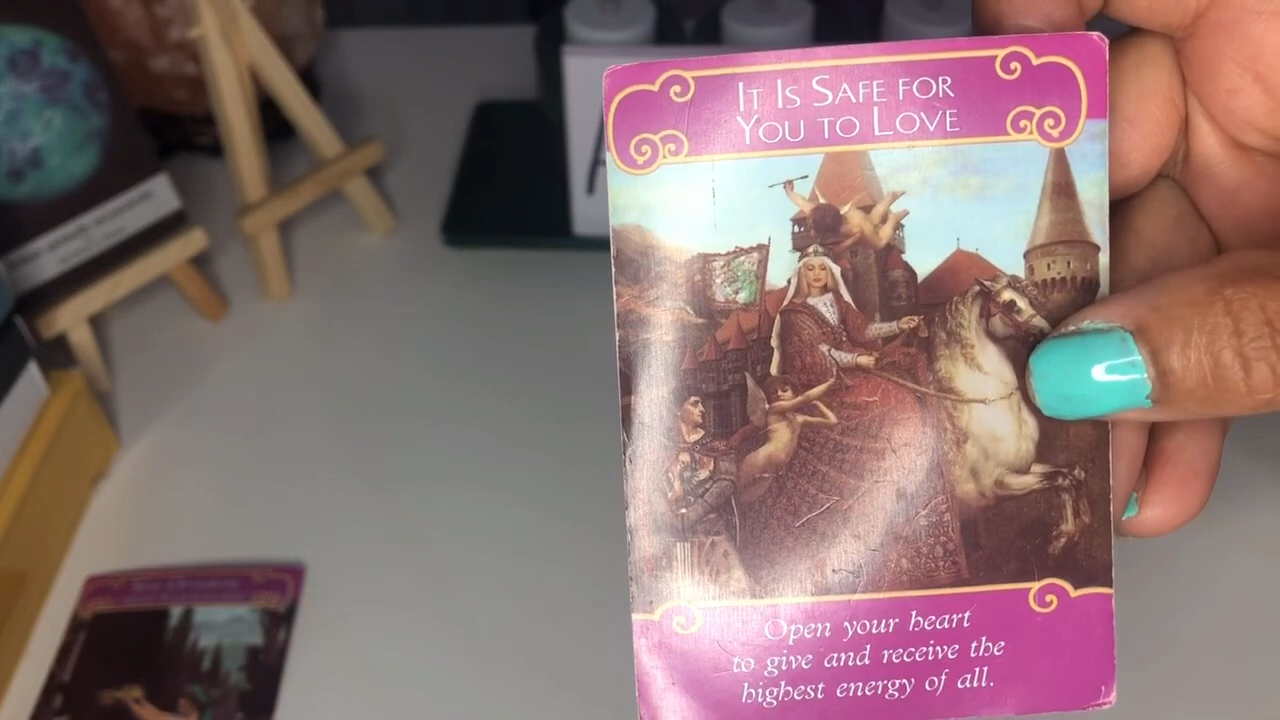 It Is Safe for
You to Love
Open your heart
to give and receive the
highest energy of all.